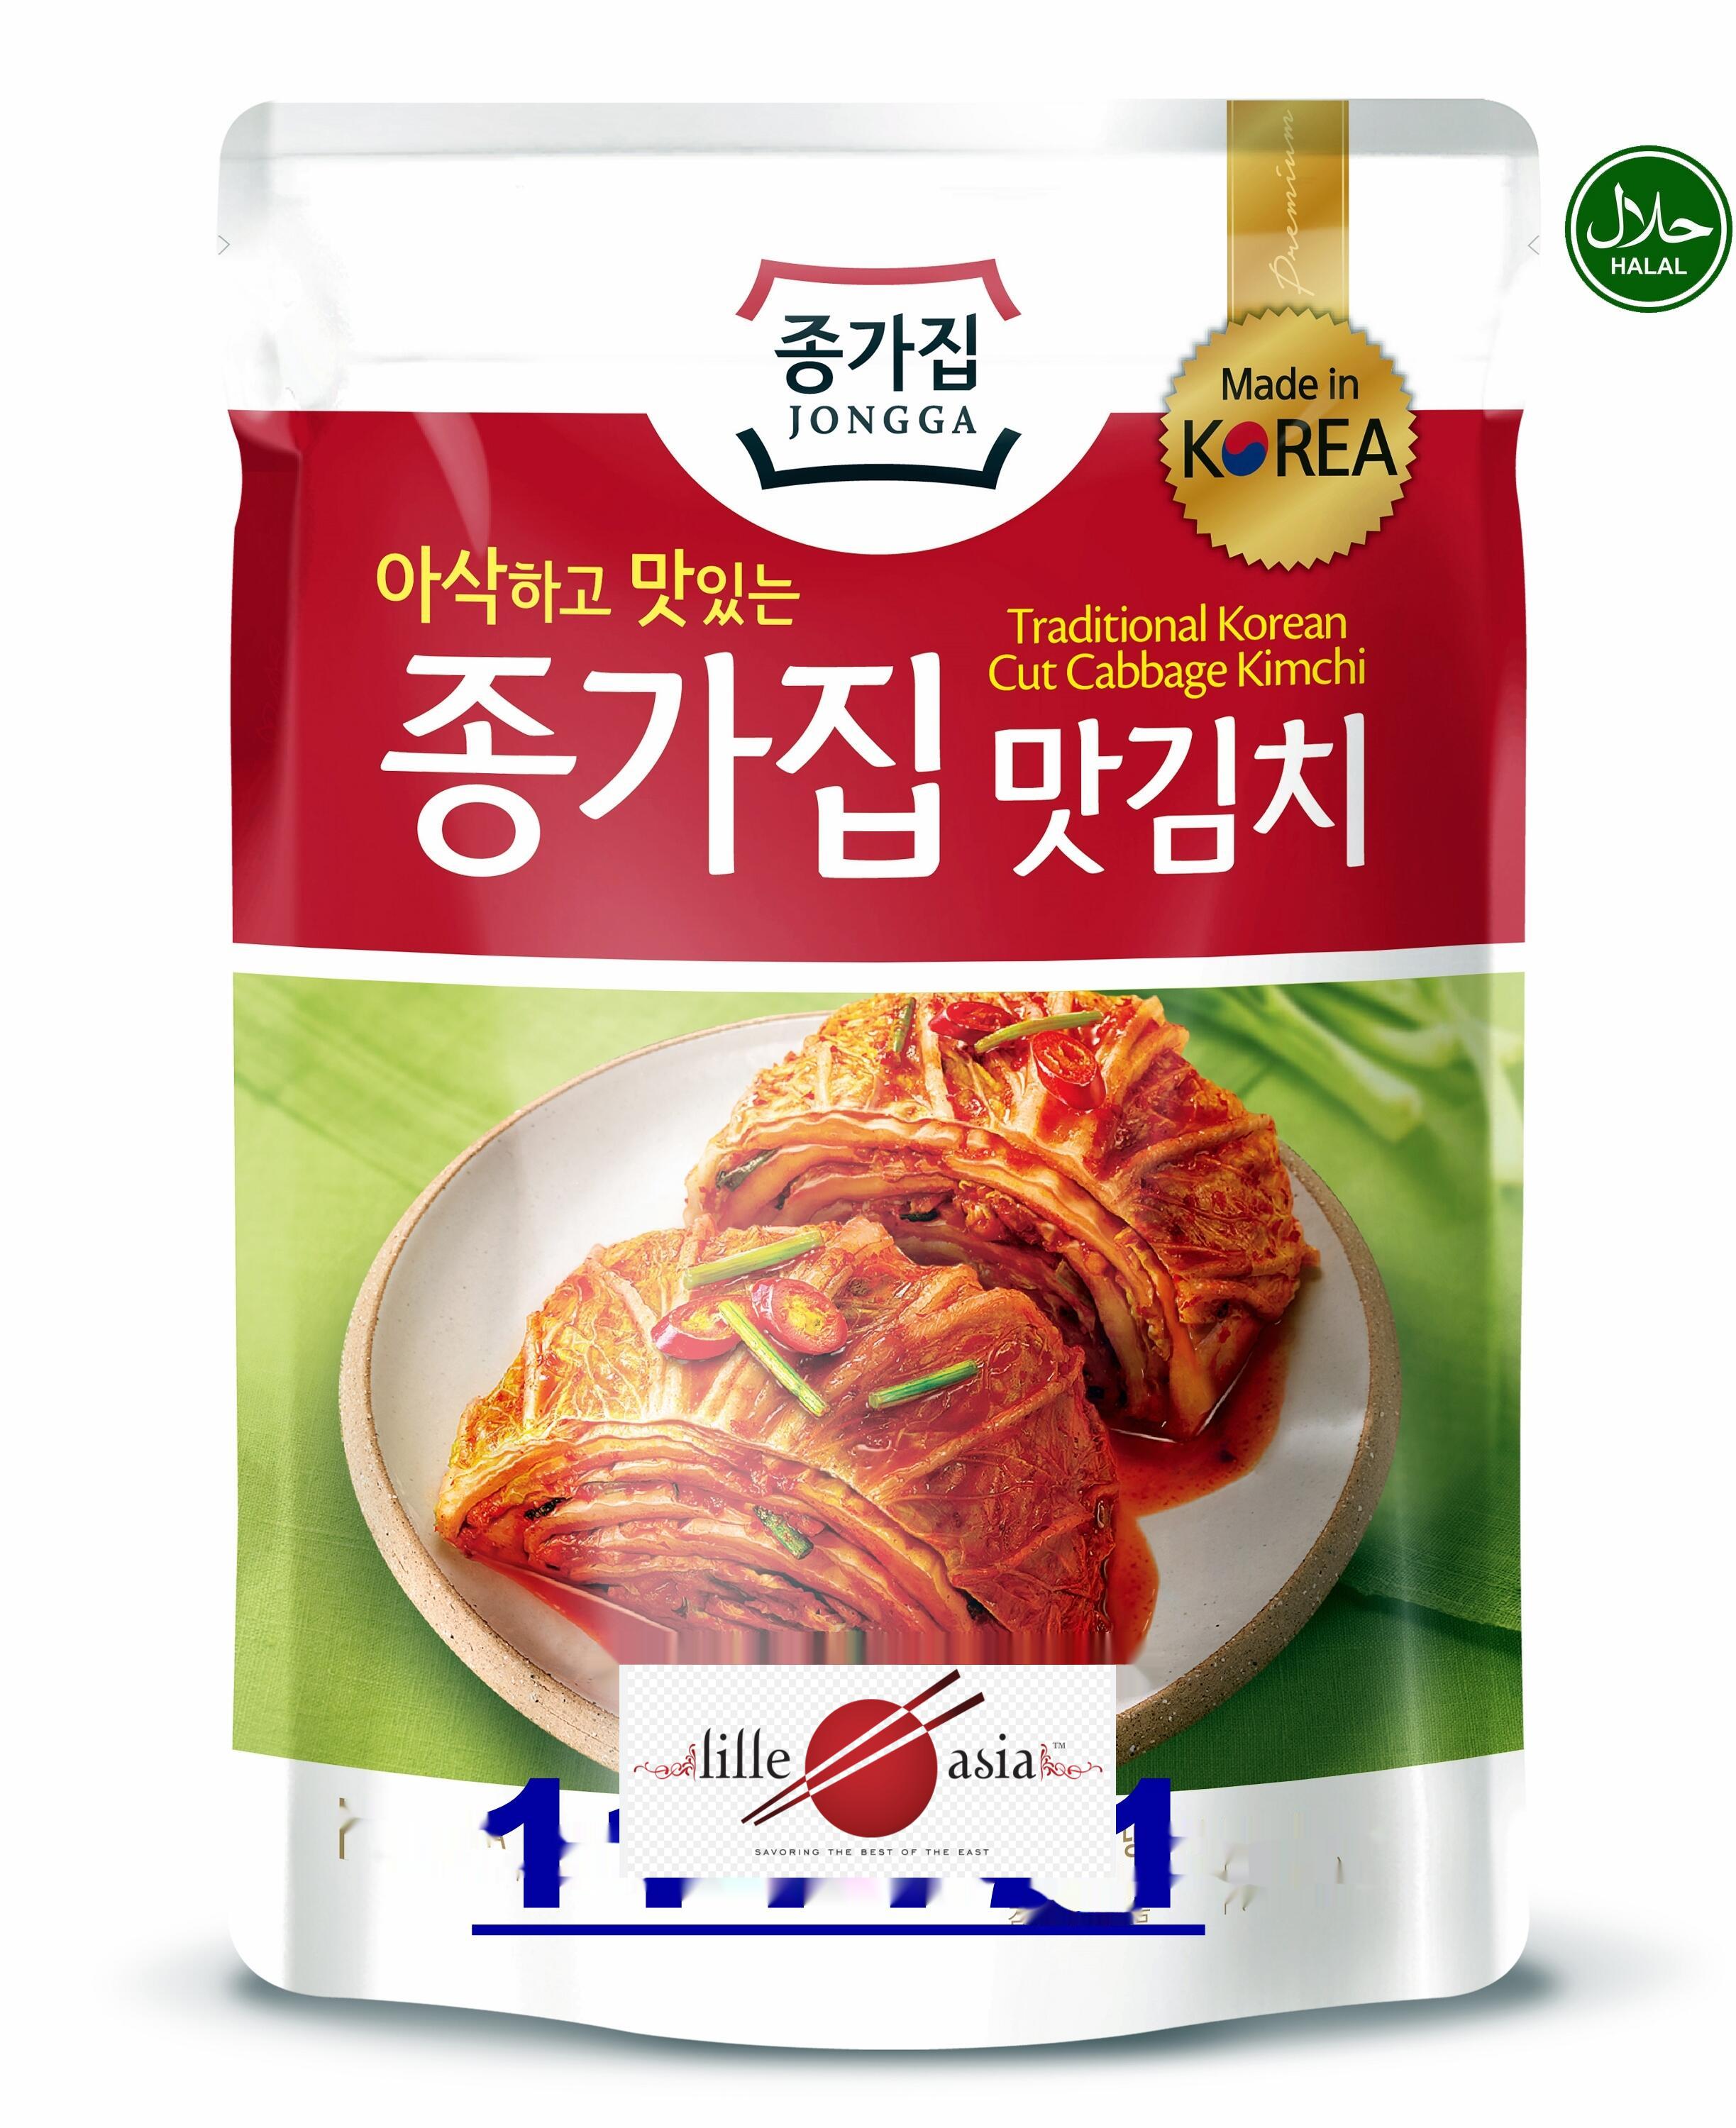 Premium
حلال
HALAL
종가집
JONGGA
Made in
KOREA
아삭하고 맛있는
Traditional Korean
Cut Cabbage Kimchi
종가집 맛김치
lille asia™
SAVORING THE BEST OF THE EAST